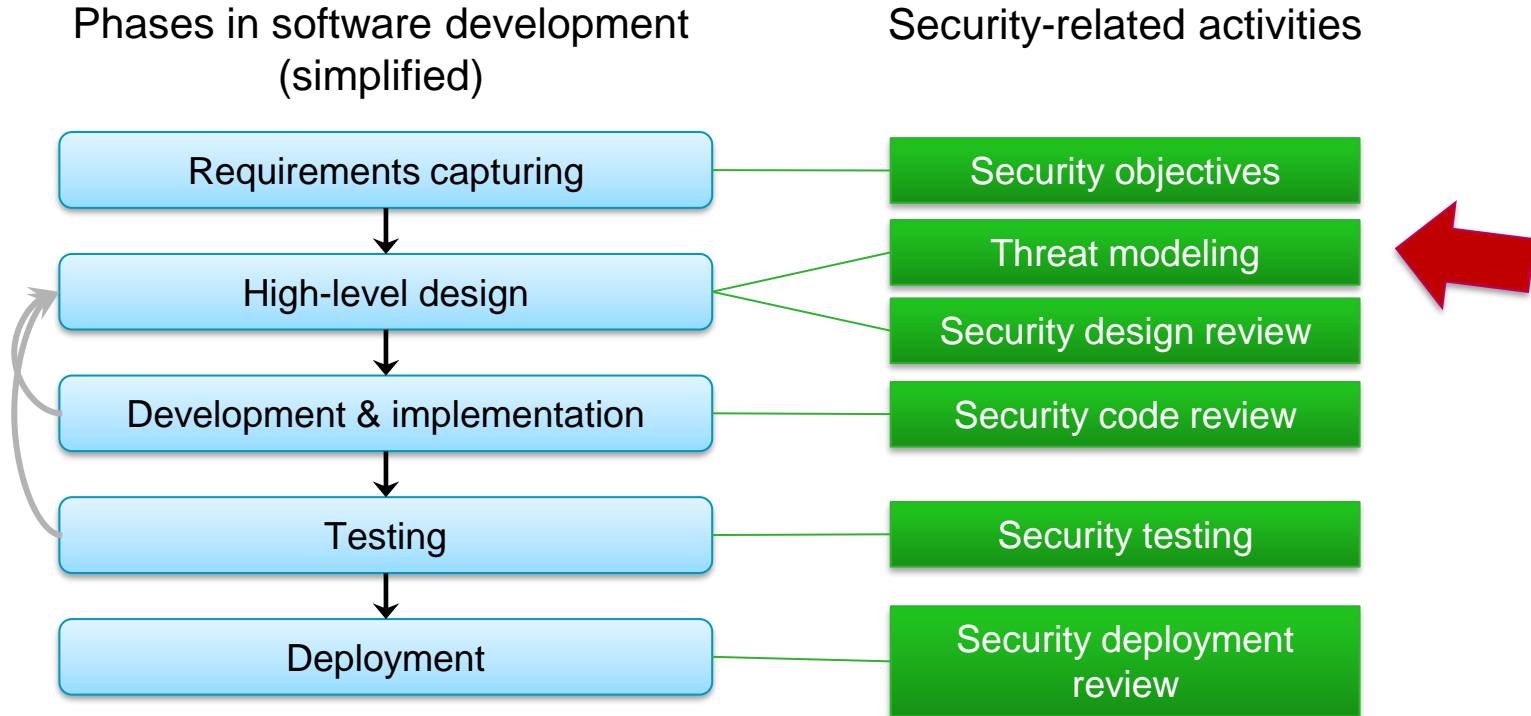 Phases in software development
(simplified)
Security-related activities
Requirements capturing
Security objectives
High-level design
Threat modeling
Security design review
Development & implementation
Security code review
Testing
Security testing
Deployment
Security deployment
review